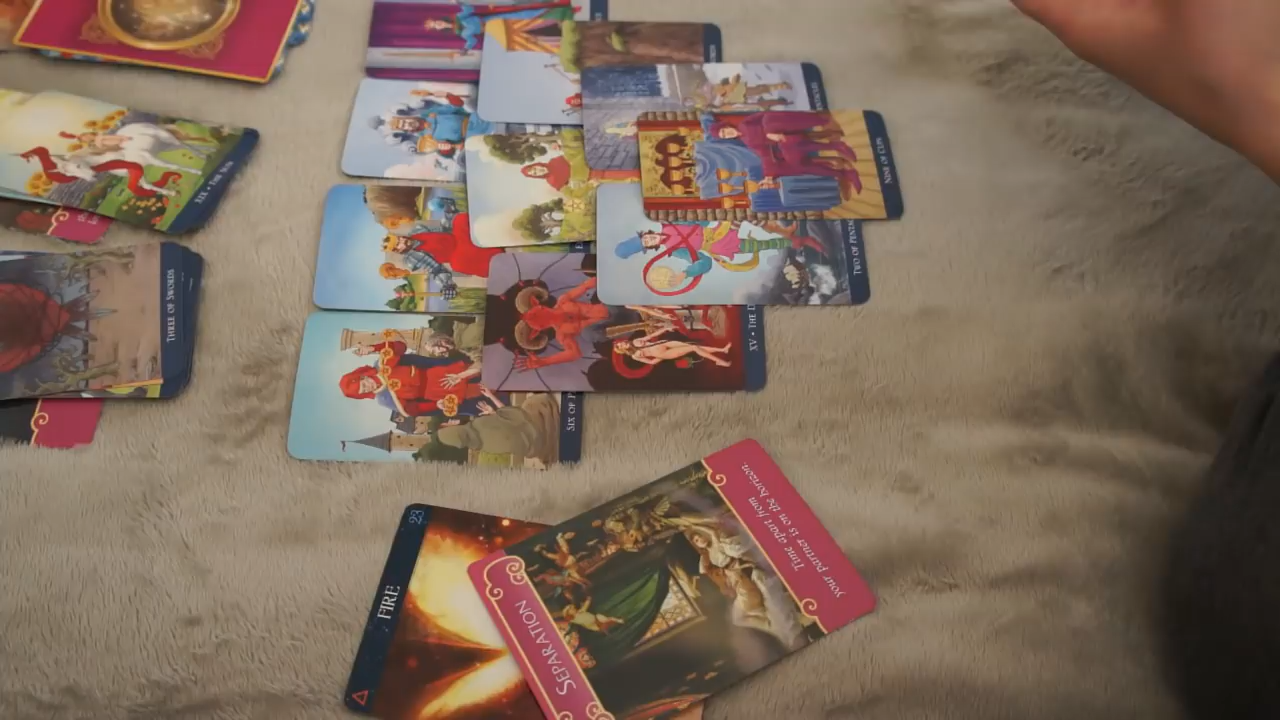 XIX • THE SUN
THREE OF SWORDS
NINE OF CUPS
TWO OF
XV • THE
SIX OF
23
FIRE
SEPARATION
Time apart from
your partner is on the horizon.